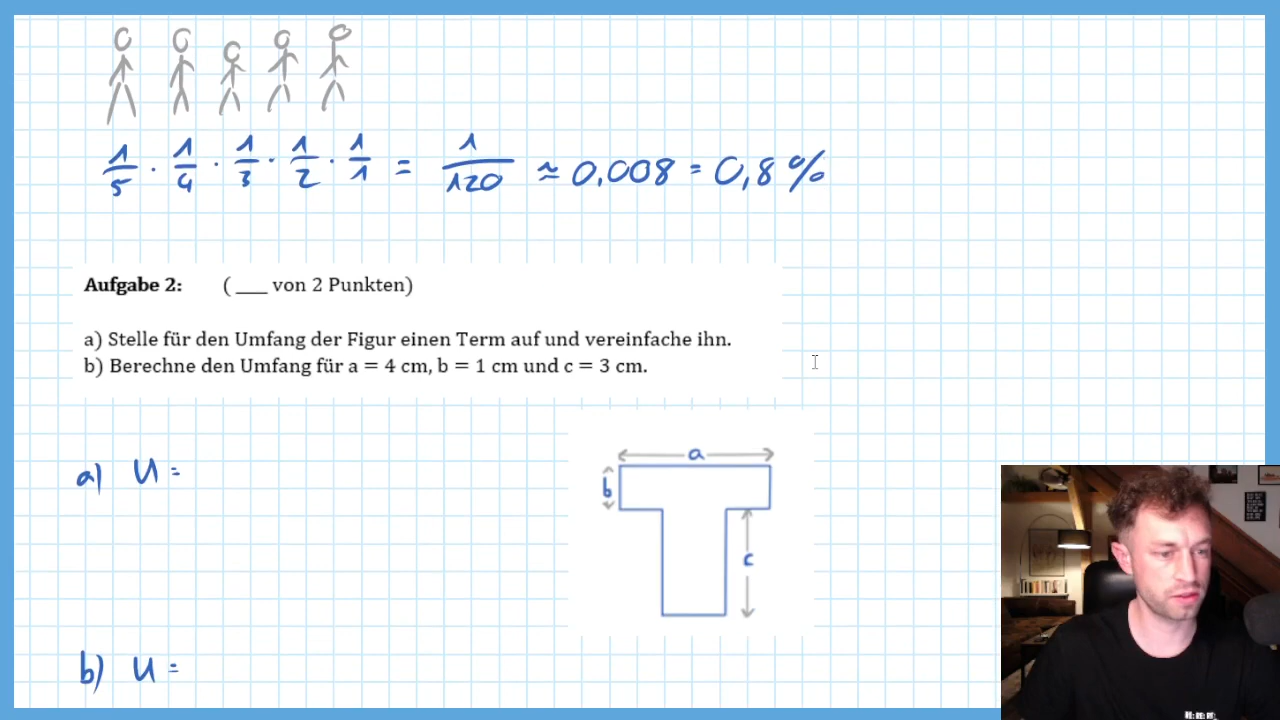 1/5 · 1/4 · 1/3 · 1/2 · 1/1 = 1/120 ≈ 0,008 = 0,8 %
Aufgabe 2: ( ___ von 2 Punkten)
a) Stelle für den Umfang der Figur einen Term auf und vereinfache ihn.
b) Berechne den Umfang für a = 4 cm, b = 1 cm und c = 3 cm.
a
a) u =
b
c
b) u =